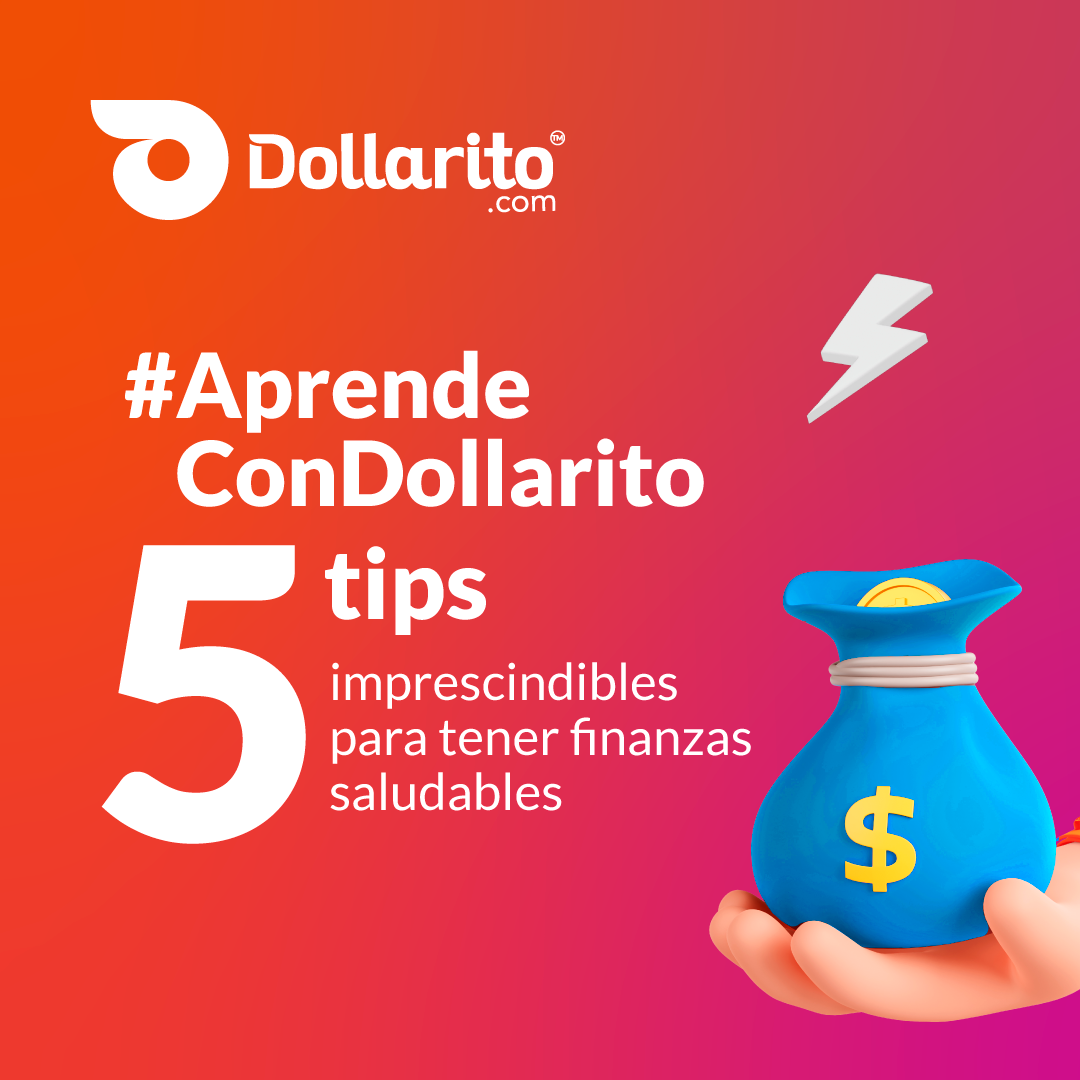 Dollarito™
.com
#Aprende
ConDollarito
5 tips
imprescindibles
para tener finanzas
saludables
$